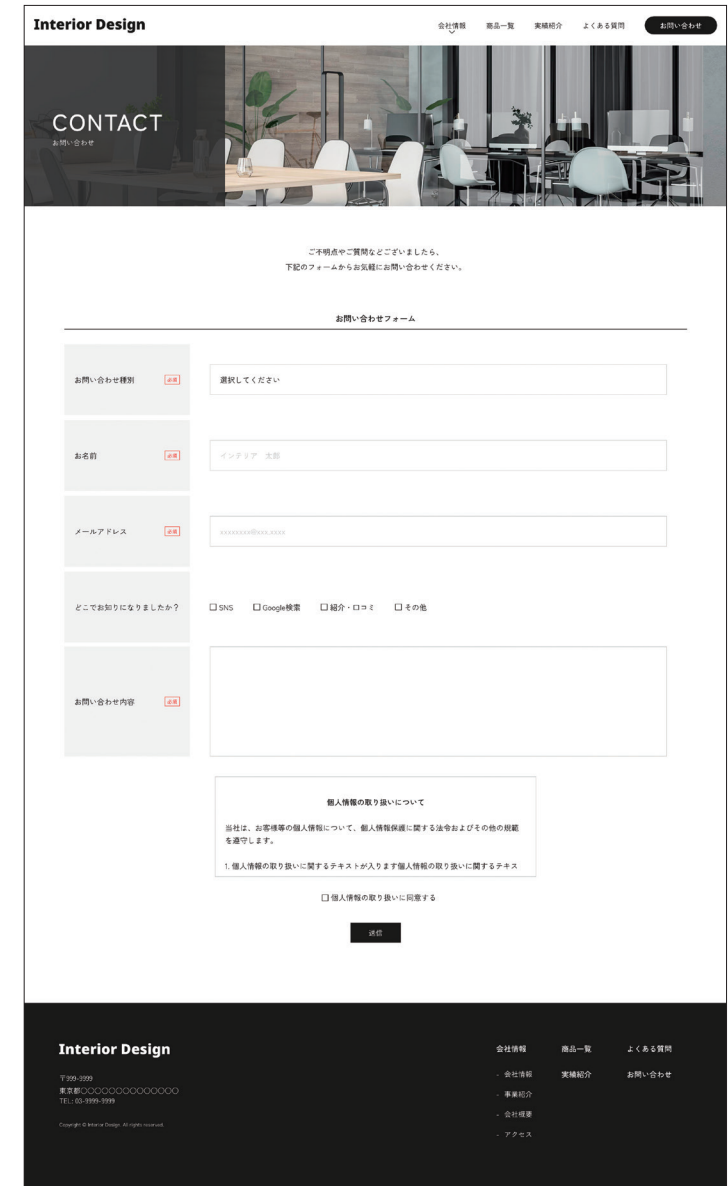 Interior Design
会社情報 商品一覧 実績紹介 よくある質問 お問い合わせ
CONTACT
お問い合わせ
ご不明点やご質問などございましたら、
下記のフォームからお気軽にお問い合わせください。
お問い合わせフォーム
お問い合わせ種別 必須 選択してください
お名前 必須 インテリア 太郎
メールアドレス 必須 xxxxxxxx@xxx.xxxx
どこでお知りになりましたか？ SNS Google検索 紹介・口コミ その他
お問い合わせ内容 必須
個人情報の取り扱いについて
当社は、お客様等の個人情報について、個人情報保護に関する法令およびその他の規範
を遵守します。
1. 個人情報の取り扱いに関するテキストが入ります個人情報の取り扱いに関するテキス
個人情報の取り扱いに同意する
送信
Interior Design
〒999-9999
東京都○○○○○○○○○○○○○○
TEL: 03-9999-9999
Copyright © Interior Design. All rights reserved.
会社情報 商品一覧 よくある質問
- 会社情報 実績紹介 お問い合わせ
- 事業紹介
- 会社概要
- アクセス